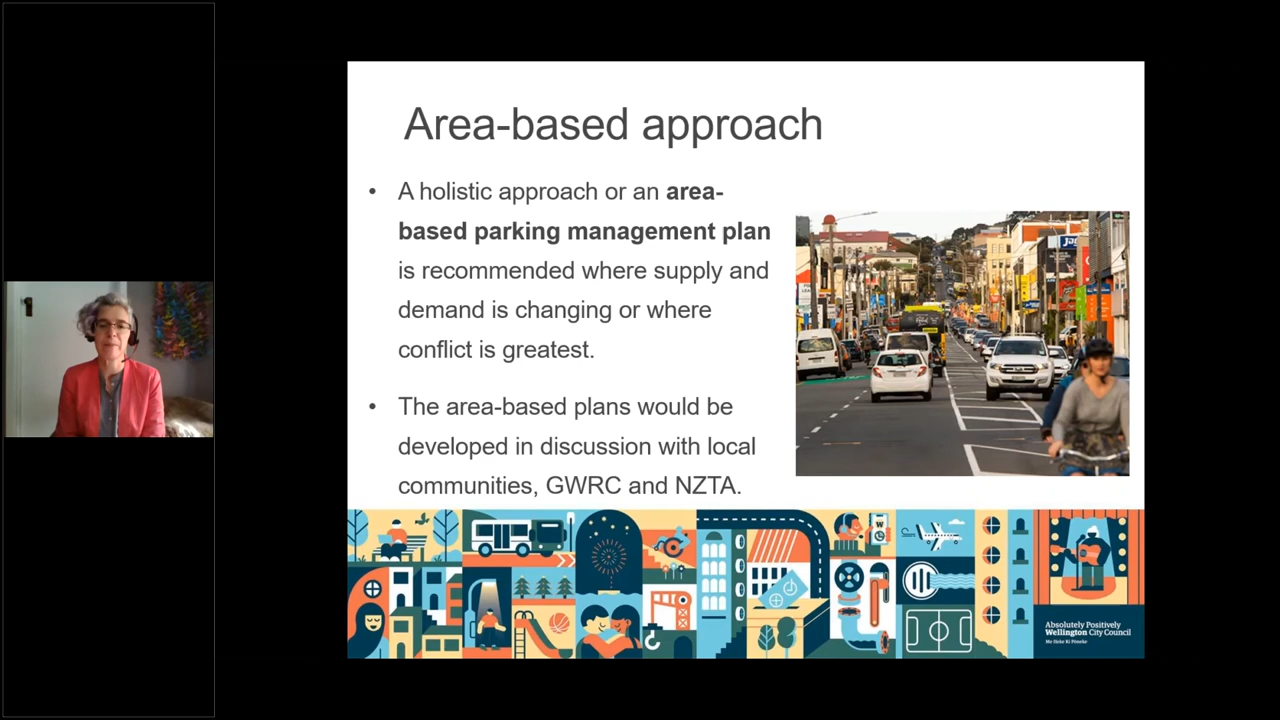 Area-based approach
• A holistic approach or an area-
based parking management plan
is recommended where supply and
demand is changing or where
conflict is greatest.
• The area-based plans would be
developed in discussion with local
communities, GWRC and NZTA.
Absolutely Positively
Wellington City Council
Me Heke Ki Pōneke